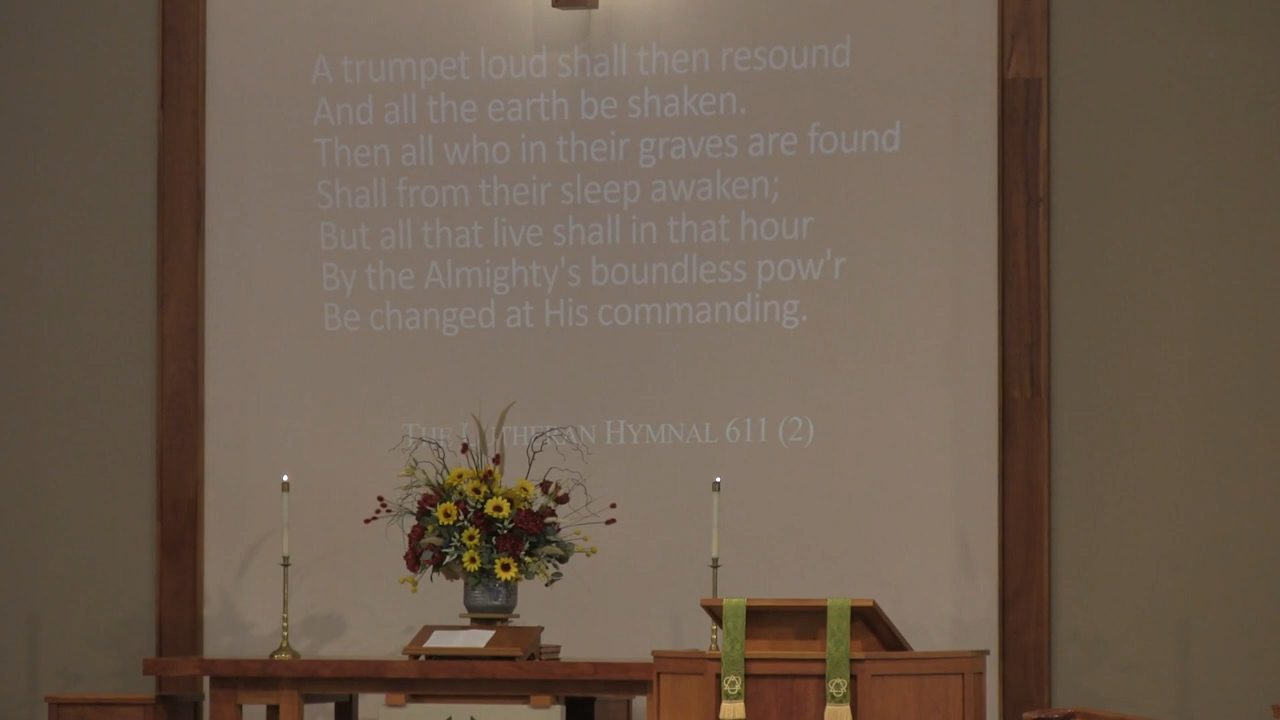 A trumpet loud shall then resound
And all the earth be shaken.
Then all who in their graves are found
Shall from their sleep awaken;
But all that live shall in that hour
By the Almighty's boundless pow'r
Be changed at His commanding.
THE LUTHERAN HYMNAL 611 (2)